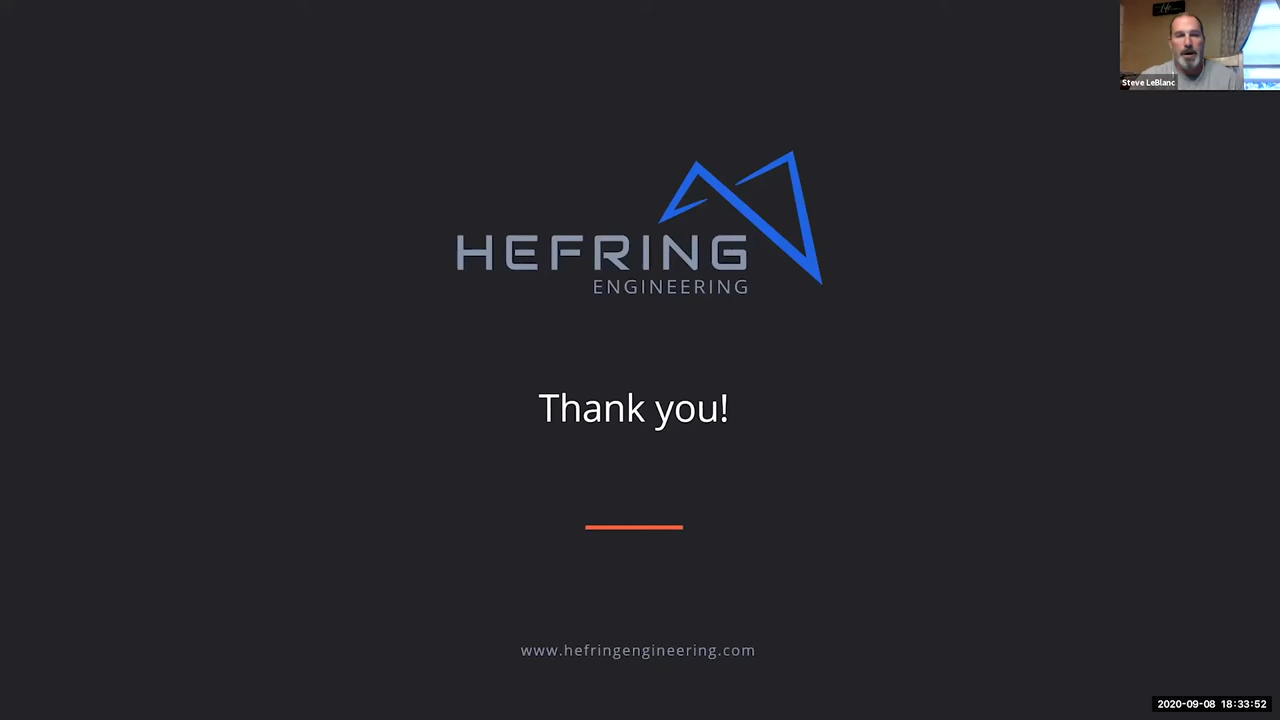 Steve LeBlanc
HEFRING
ENGINEERING
Thank you!
www.hefringengineering.com
2020-09-08 18:33:52